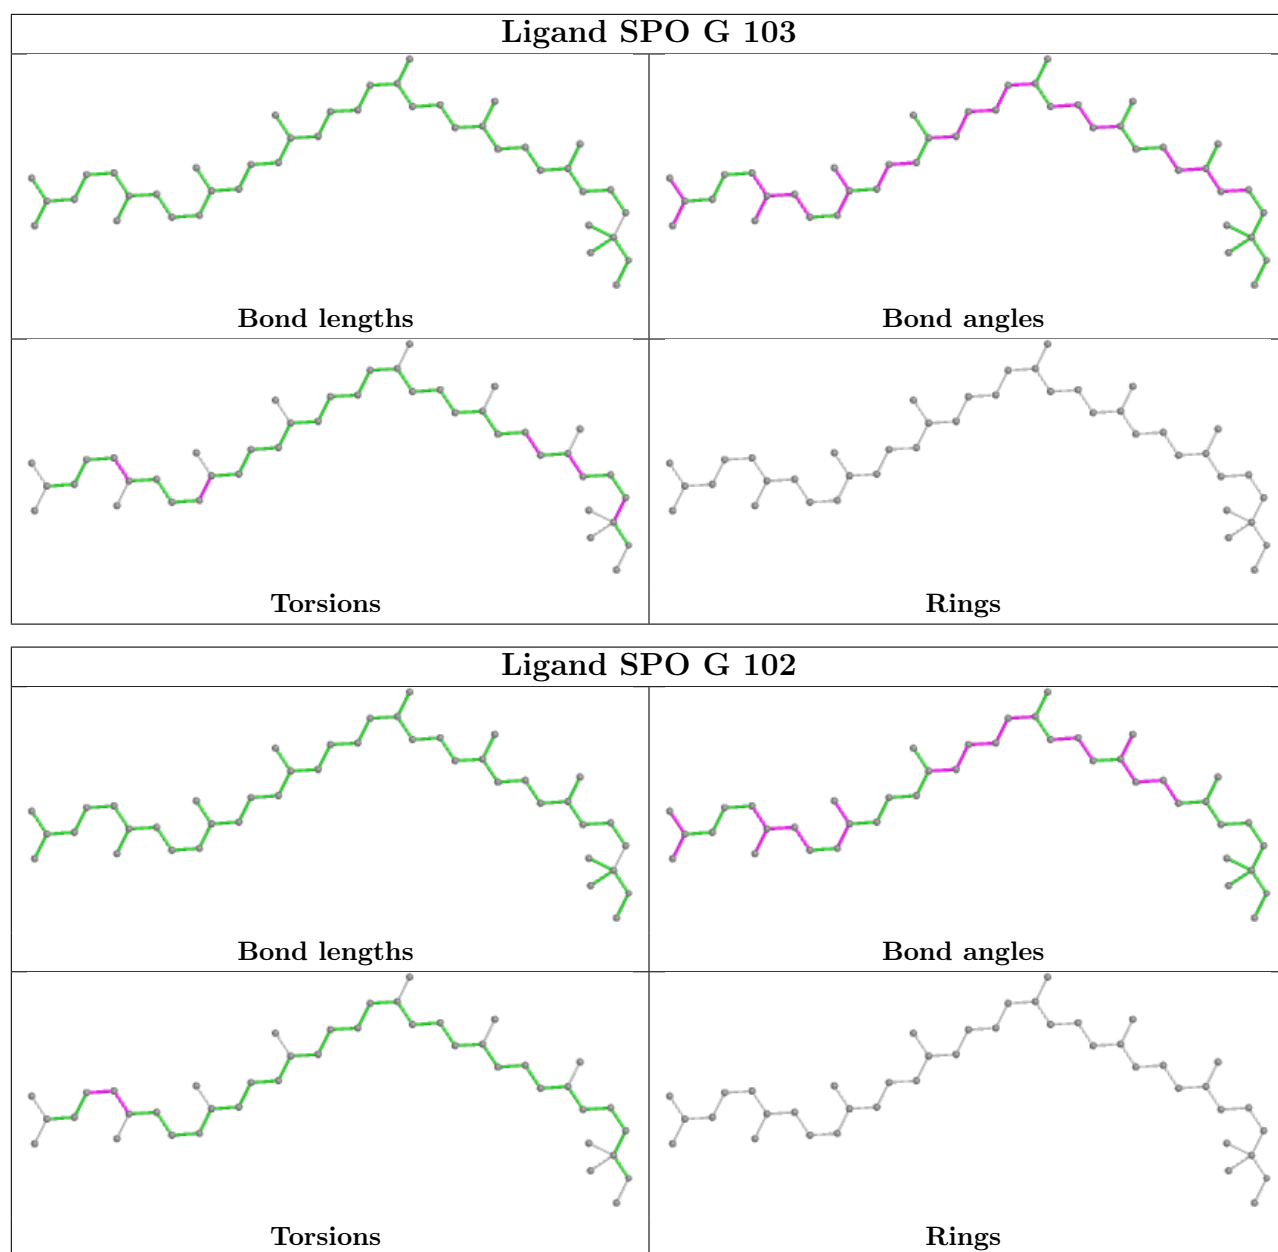 Ligand SPO G 103
Bond lengths
Bond angles
Torsions
Rings
Ligand SPO G 102
Bond lengths
Bond angles
Torsions
Rings